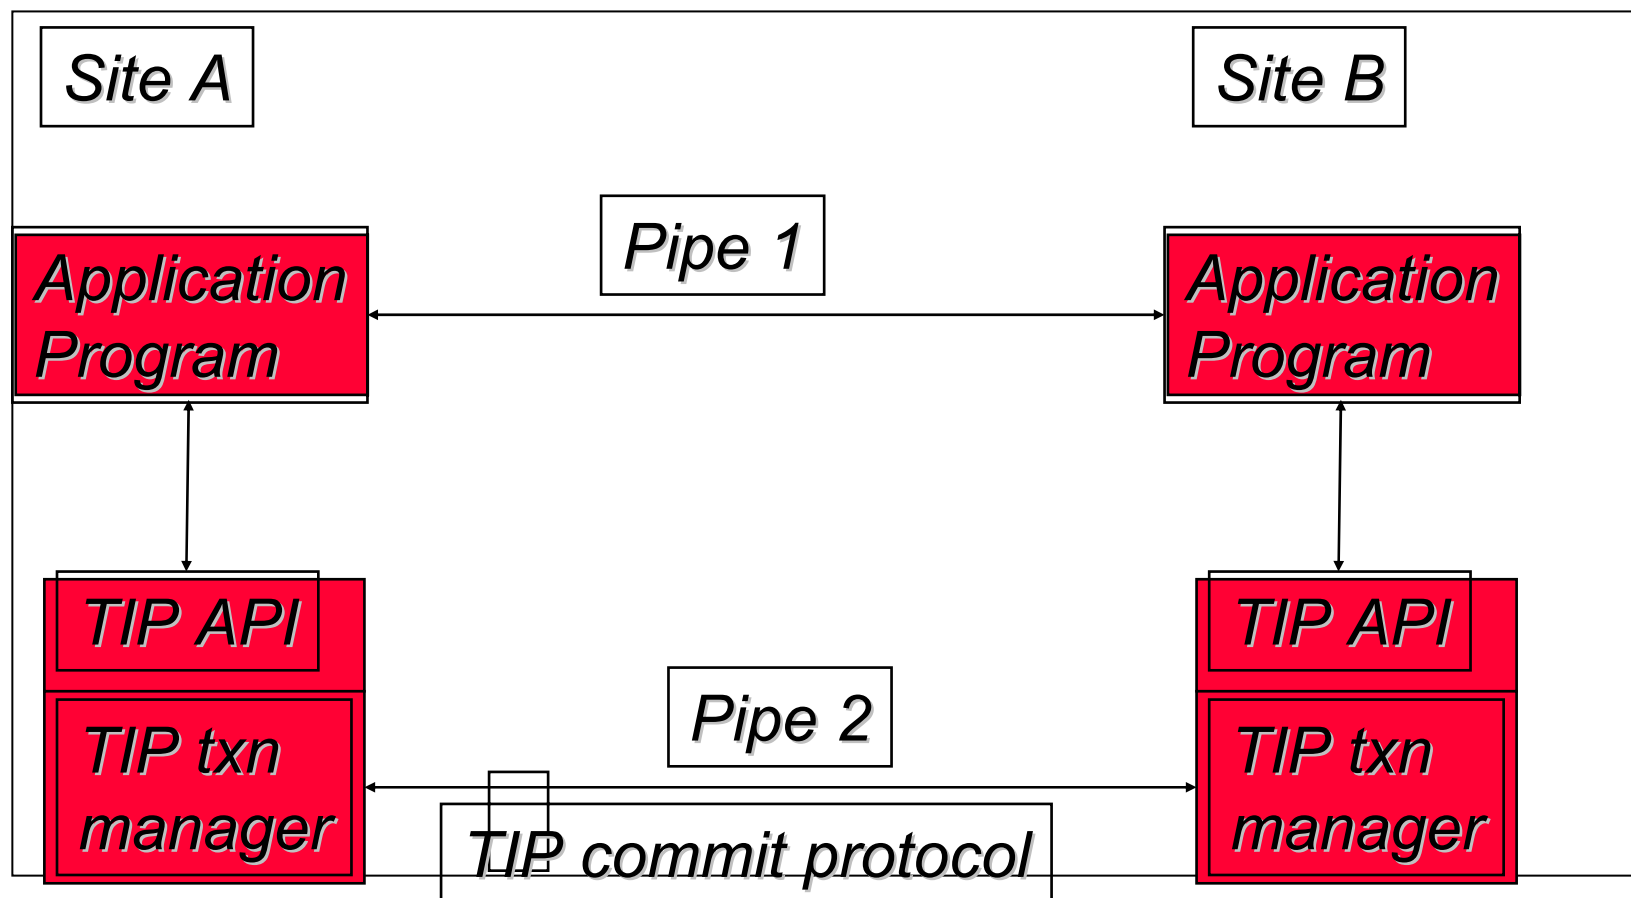 Site A
Site B
Pipe 1
Application
Program
Application
Program
TIP API
TIP API
Pipe 2
TIP txn
manager
TIP txn
manager
TIP commit protocol